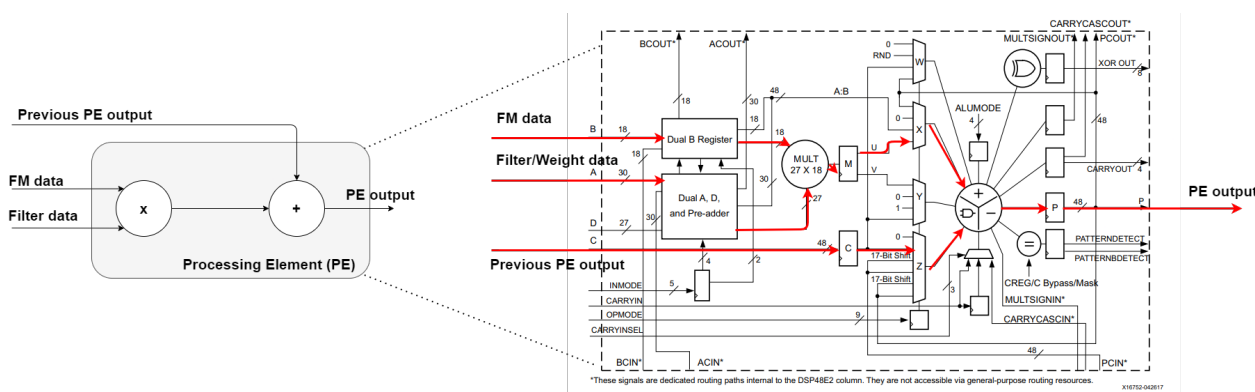 Previous PE output
FM data
Filter data
x
+
PE output
Processing Element (PE)
CARRYCASCOUT*
BCOUT*
ACOUT*
MULTSIGNOUT*
PCOUT*
0
RND
W
XOR OUT
8
48
A:B
18
30
18
0
X
ALUMODE
4
48
FM data
B
18
Dual B Register
18
18
Filter/Weight data
A
30
MULT
27 X 18
M
U
V
30
CARRYOUT
4
Dual A, D,
and Pre-adder
27
0
1
Y
+
−
P
48
P
PE output
D
27
30
C
48
C
0
Z
=
PATTERNDETECT
PATTERNBDETECT
Previous PE output
4
2
17-Bit Shift
17-Bit Shift
3
CREG/C Bypass/Mask
INMODE
5
CARRYIN
OPMODE
9
CARRYINSEL
MULTSIGNIN*
CARRYCASCIN*
48
BCIN*
ACIN*
PCIN*
*These signals are dedicated routing paths internal to the DSP48E2 column. They are not accessible via general-purpose routing resources.
X16752-042617